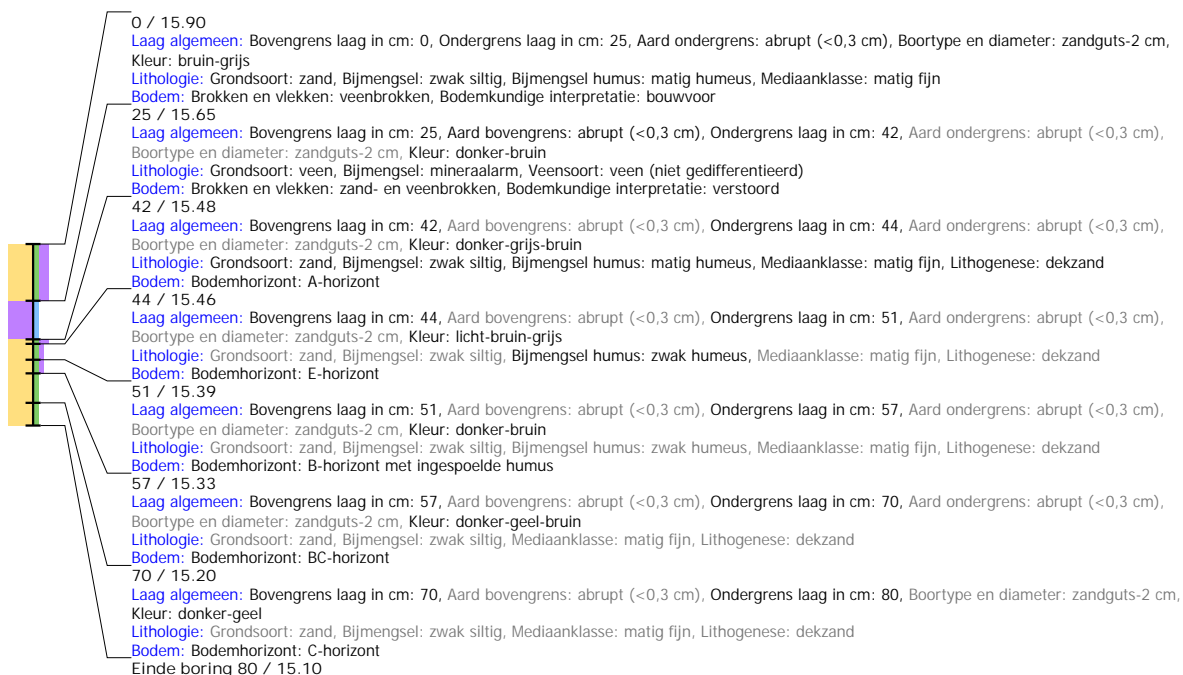 0 / 15.90
Laag algemeen: Bovengrens laag in cm: 0, Ondergrens laag in cm: 25, Aard ondergrens: abrupt (<0,3 cm), Boortype en diameter: zandguts-2 cm,
Kleur: bruin-grijs
Lithologie: Grondsoort: zand, Bijmengsel: zwak siltig, Bijmengsel humus: matig humeus, Mediaanklasse: matig fijn
Bodem: Brokken en vlekken: veenbrokken, Bodemkundige interpretatie: bouwvoor
25 / 15.65
Laag algemeen: Bovengrens laag in cm: 25, Aard bovengrens: abrupt (<0,3 cm), Ondergrens laag in cm: 42, Aard ondergrens: abrupt (<0,3 cm),
Boortype en diameter: zandguts-2 cm, Kleur: donker-bruin
Lithologie: Grondsoort: veen, Bijmengsel: mineraalarm, Veensoort: veen (niet gedifferentieerd)
Bodem: Brokken en vlekken: zand- en veenbrokken, Bodemkundige interpretatie: verstoord
42 / 15.48
Laag algemeen: Bovengrens laag in cm: 42, Aard bovengrens: abrupt (<0,3 cm), Ondergrens laag in cm: 44, Aard ondergrens: abrupt (<0,3 cm),
Boortype en diameter: zandguts-2 cm, Kleur: donker-grijs-bruin
Lithologie: Grondsoort: zand, Bijmengsel: zwak siltig, Bijmengsel humus: matig humeus, Mediaanklasse: matig fijn, Lithogenese: dekzand
Bodem: Bodemhorizont: A-horizont
44 / 15.46
Laag algemeen: Bovengrens laag in cm: 44, Aard bovengrens: abrupt (<0,3 cm), Ondergrens laag in cm: 51, Aard ondergrens: abrupt (<0,3 cm),
Boortype en diameter: zandguts-2 cm, Kleur: licht-bruin-grijs
Lithologie: Grondsoort: zand, Bijmengsel: zwak siltig, Bijmengsel humus: zwak humeus, Mediaanklasse: matig fijn, Lithogenese: dekzand
Bodem: Bodemhorizont: E-horizont
51 / 15.39
Laag algemeen: Bovengrens laag in cm: 51, Aard bovengrens: abrupt (<0,3 cm), Ondergrens laag in cm: 57, Aard ondergrens: abrupt (<0,3 cm),
Boortype en diameter: zandguts-2 cm, Kleur: donker-bruin
Lithologie: Grondsoort: zand, Bijmengsel: zwak siltig, Bijmengsel humus: zwak humeus, Mediaanklasse: matig fijn, Lithogenese: dekzand
Bodem: Bodemhorizont: B-horizont met ingespoelde humus
57 / 15.33
Laag algemeen: Bovengrens laag in cm: 57, Aard bovengrens: abrupt (<0,3 cm), Ondergrens laag in cm: 70, Aard ondergrens: abrupt (<0,3 cm),
Boortype en diameter: zandguts-2 cm, Kleur: donker-geel-bruin
Lithologie: Grondsoort: zand, Bijmengsel: zwak siltig, Mediaanklasse: matig fijn, Lithogenese: dekzand
Bodem: Bodemhorizont: BC-horizont
70 / 15.20
Laag algemeen: Bovengrens laag in cm: 70, Aard bovengrens: abrupt (<0,3 cm), Ondergrens laag in cm: 80, Boortype en diameter: zandguts-2 cm,
Kleur: donker-geel
Lithologie: Grondsoort: zand, Bijmengsel: zwak siltig, Mediaanklasse: matig fijn, Lithogenese: dekzand
Bodem: Bodemhorizont: C-horizont
Einde boring 80 / 15.10